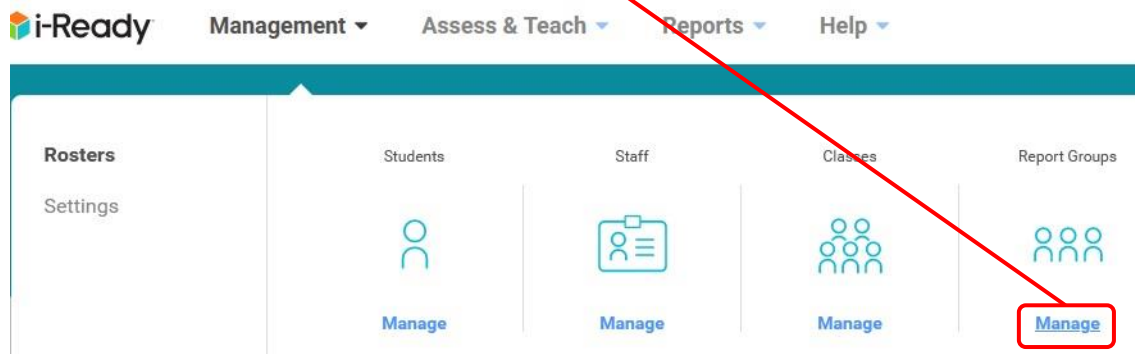 i-Ready Management Assess & Teach Reports Help
Rosters Students Staff Classes Report Groups
Settings
Manage Manage Manage Manage